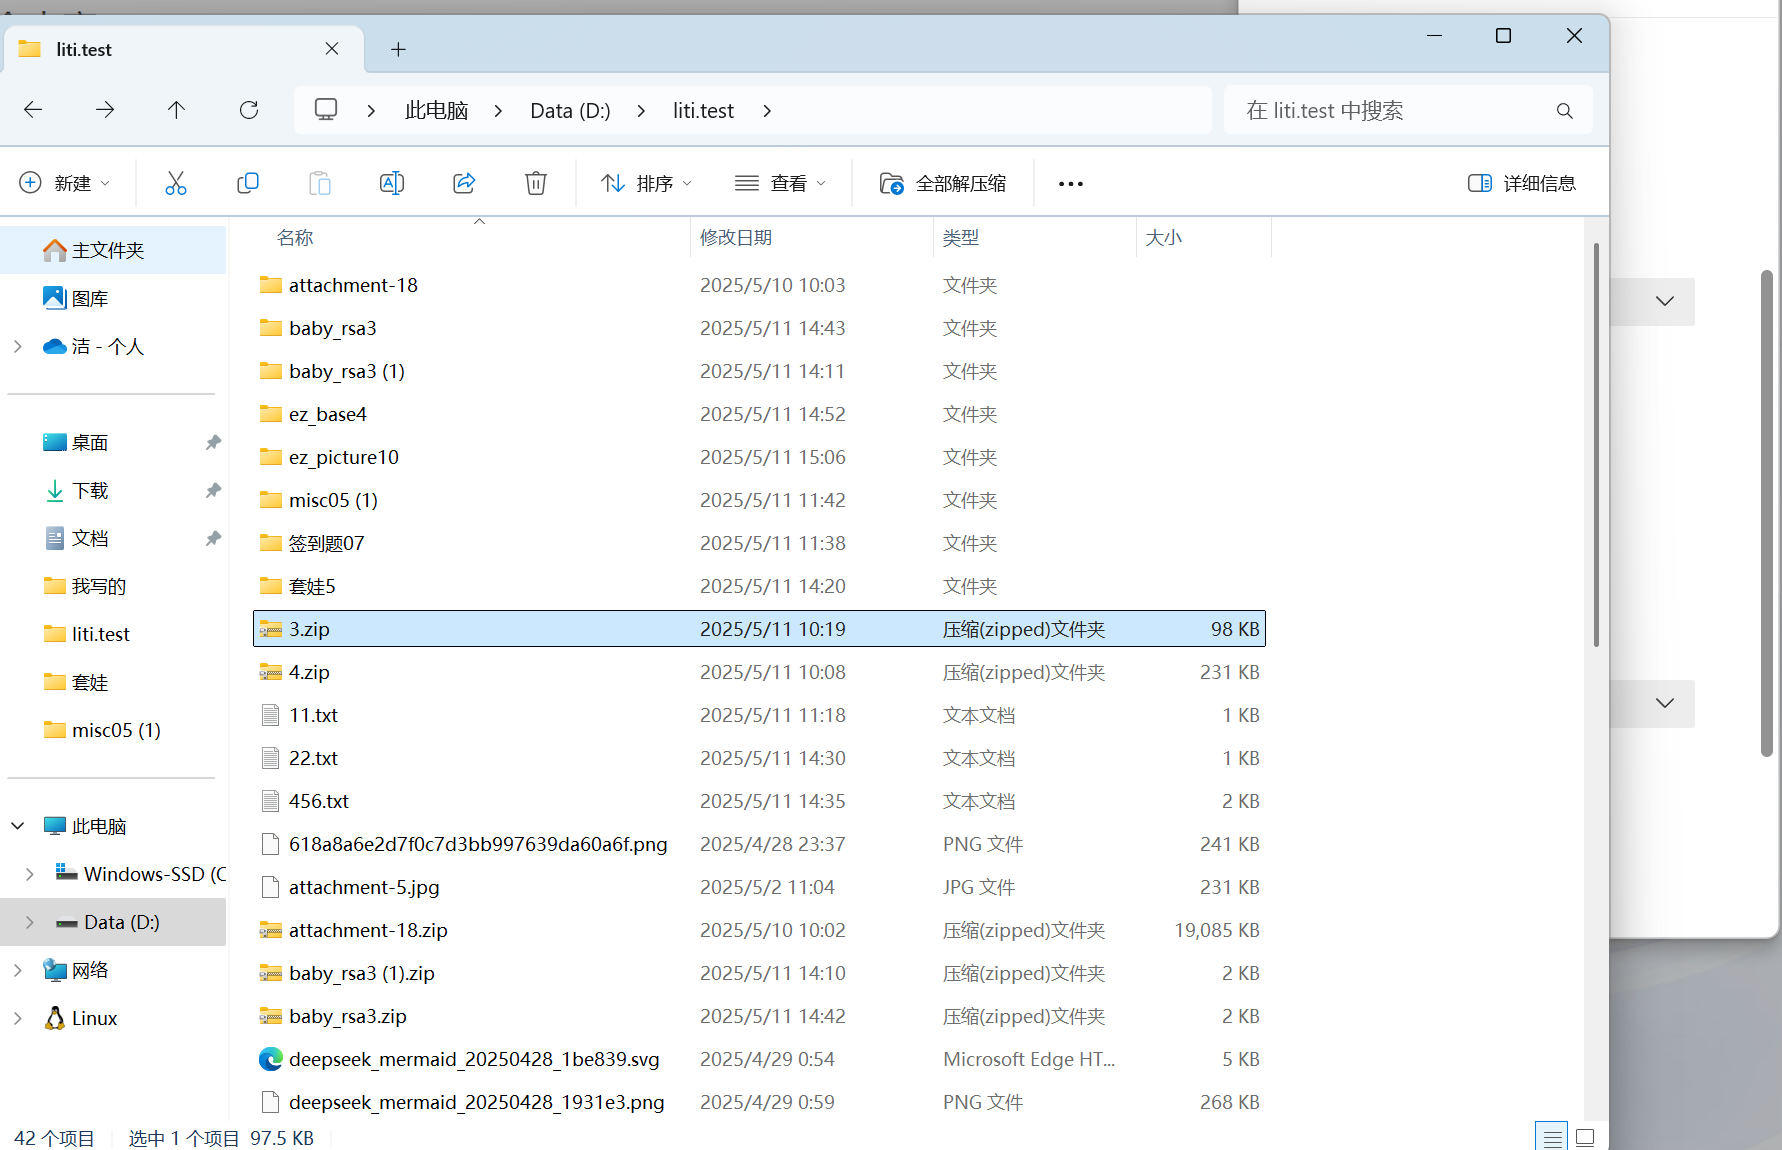 liti.test
此电脑
Data (D:)
liti.test
在 liti.test 中搜索
新建
排序
查看
全部解压缩
详细信息
主文件夹
图库
洁 - 个人
桌面
下载
文档
我写的
liti.test
套娃
misc05 (1)
此电脑
Windows-SSD (C
Data (D:)
网络
Linux
名称 修改日期 类型 大小
attachment-18 2025/5/10 10:03 文件夹
baby_rsa3 2025/5/11 14:43 文件夹
baby_rsa3 (1) 2025/5/11 14:11 文件夹
ez_base4 2025/5/11 14:52 文件夹
ez_picture10 2025/5/11 15:06 文件夹
misc05 (1) 2025/5/11 11:42 文件夹
签到题07 2025/5/11 11:38 文件夹
套娃5 2025/5/11 14:20 文件夹
3.zip 2025/5/11 10:19 压缩(zipped)文件夹 98 KB
4.zip 2025/5/11 10:08 压缩(zipped)文件夹 231 KB
11.txt 2025/5/11 11:18 文本文档 1 KB
22.txt 2025/5/11 14:30 文本文档 1 KB
456.txt 2025/5/11 14:35 文本文档 2 KB
618a8a6e2d7f0c7d3bb997639da60a6f.png 2025/4/28 23:37 PNG 文件 241 KB
attachment-5.jpg 2025/5/2 11:04 JPG 文件 231 KB
attachment-18.zip 2025/5/10 10:02 压缩(zipped)文件夹 19,085 KB
baby_rsa3 (1).zip 2025/5/11 14:10 压缩(zipped)文件夹 2 KB
baby_rsa3.zip 2025/5/11 14:42 压缩(zipped)文件夹 2 KB
deepseek_mermaid_20250428_1be839.svg 2025/4/29 0:54 Microsoft Edge HT... 5 KB
deepseek_mermaid_20250428_1931e3.png 2025/4/29 0:59 PNG 文件 268 KB
42 个项目 选中 1 个项目 97.5 KB